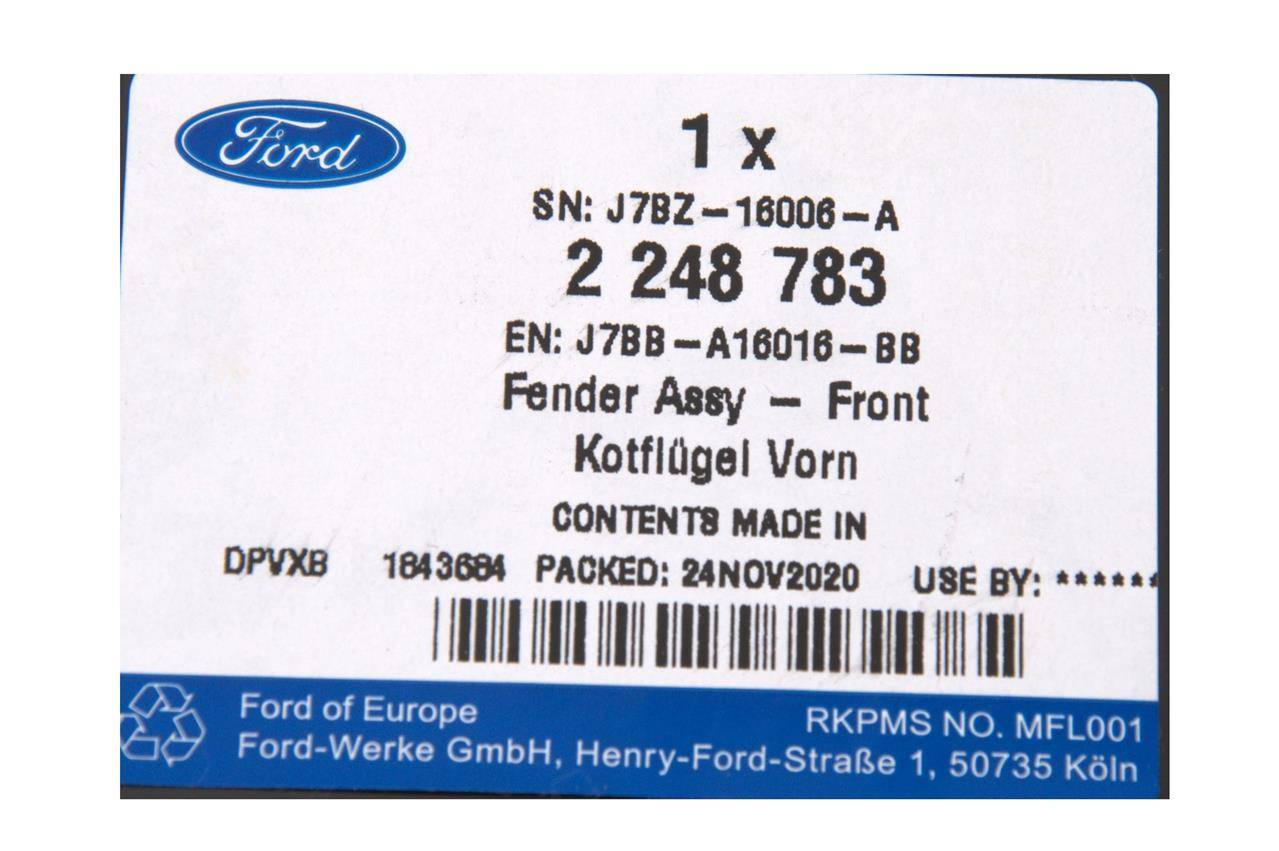 Ford
1 x
SN: J7BZ-16006-A
2 248 783
EN: J7BB-A16016-BB
Fender Assy - Front
Kotflügel Vorn
CONTENTS MADE IN
DPVXB 1843684 PACKED: 24NOV2020 USE BY: ******
Ford of Europe RKPMS NO. MFL001
Ford-Werke GmbH, Henry-Ford-Straße 1, 50735 Köln